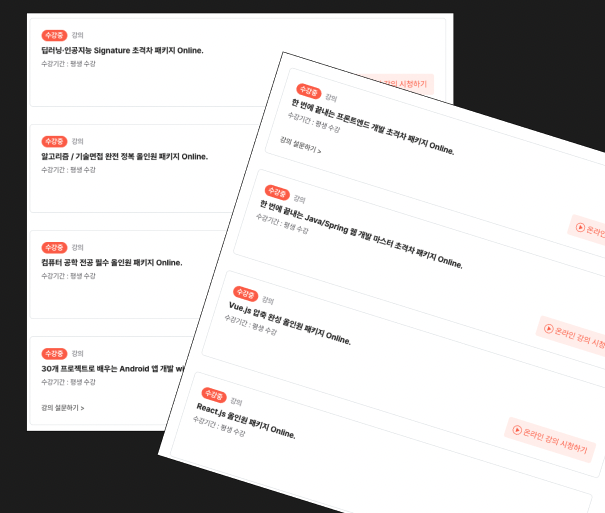 수강중 강의
딥러닝·인공지능 Signature 초격차 패키지 Online.
수강기간 : 평생 수강
강의 시청하기
수강중 강의
알고리즘 / 기술면접 완전 정복 올인원 패키지 Online.
수강기간 : 평생 수강
수강중 강의
컴퓨터 공학 전공 필수 올인원 패키지 Online.
수강기간 : 평생 수강
수강중 강의
30개 프로젝트로 배우는 Android 앱 개발 wi
수강기간 : 평생 수강
강의 설문하기 >
수강중 강의
한 번에 끝내는 프론트엔드 개발 초격차 패키지 Online.
수강기간 : 평생 수강
강의 설문하기 >
온라인
수강중 강의
한 번에 끝내는 Java/Spring 웹 개발 마스터 초격차 패키지 Online.
수강기간 : 평생 수강
온라인 강의 시청
수강중 강의
Vue.js 압축 완성 올인원 패키지 Online.
수강기간 : 평생 수강
온라인 강의 시청하기
수강중 강의
React.js 올인원 패키지 Online.
수강기간 : 평생 수강